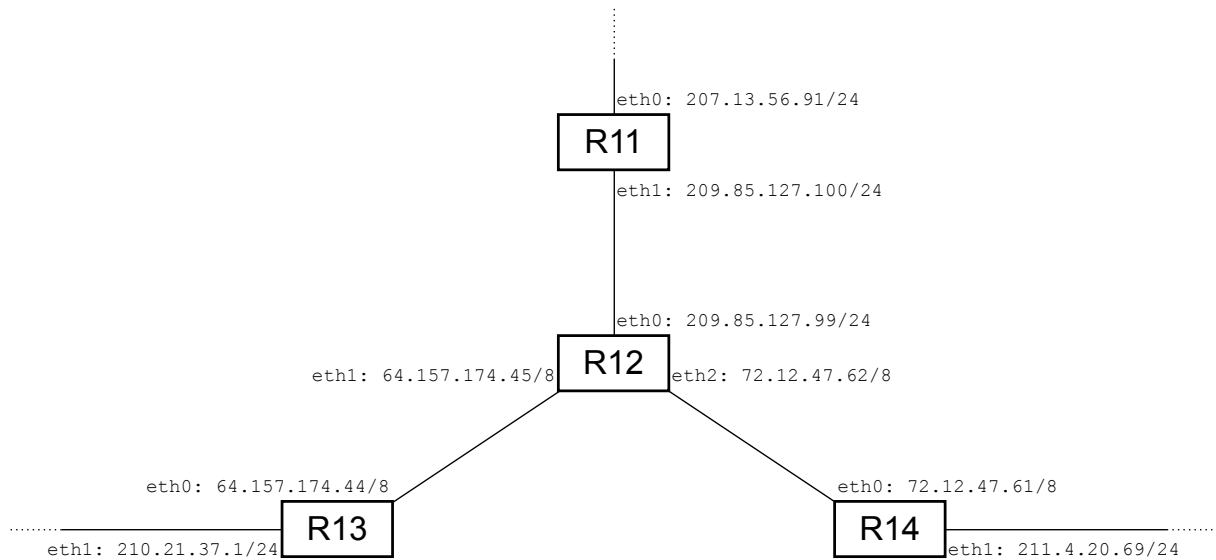 eth0: 207.13.56.91/24
R11
eth1: 209.85.127.100/24
eth0: 209.85.127.99/24
R12
eth1: 64.157.174.45/8
eth2: 72.12.47.62/8
eth0: 64.157.174.44/8
eth0: 72.12.47.61/8
R13
R14
eth1: 210.21.37.1/24
eth1: 211.4.20.69/24